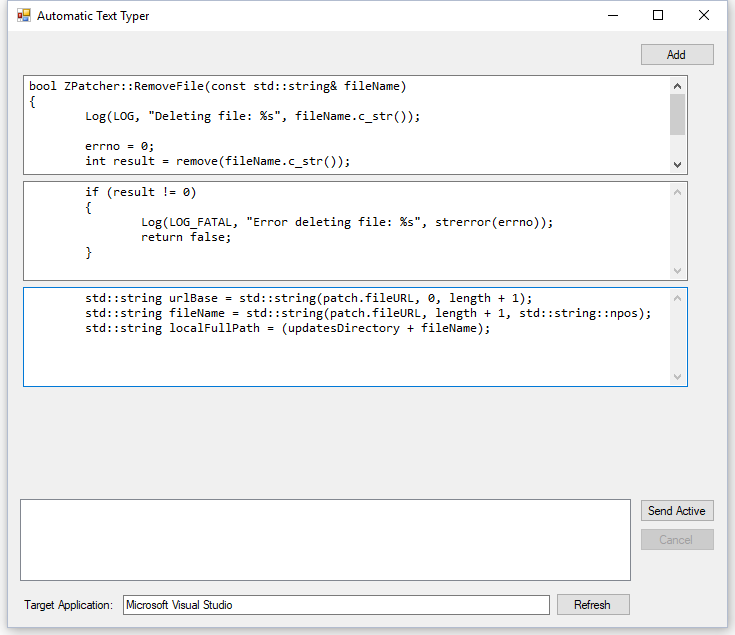 Automatic Text Typer
Add
bool ZPatcher::RemoveFile(const std::string& fileName)
{
        Log(LOG, "Deleting file: %s", fileName.c_str());

        errno = 0;
        int result = remove(fileName.c_str());
        if (result != 0)
        {
                Log(LOG_FATAL, "Error deleting file: %s", strerror(errno));
                return false;
        }
        std::string urlBase = std::string(patch.fileURL, 0, length + 1);
        std::string fileName = std::string(patch.fileURL, length + 1, std::string::npos);
        std::string localFullPath = (updatesDirectory + fileName);
Send Active
Cancel
Target Application: Microsoft Visual Studio Refresh